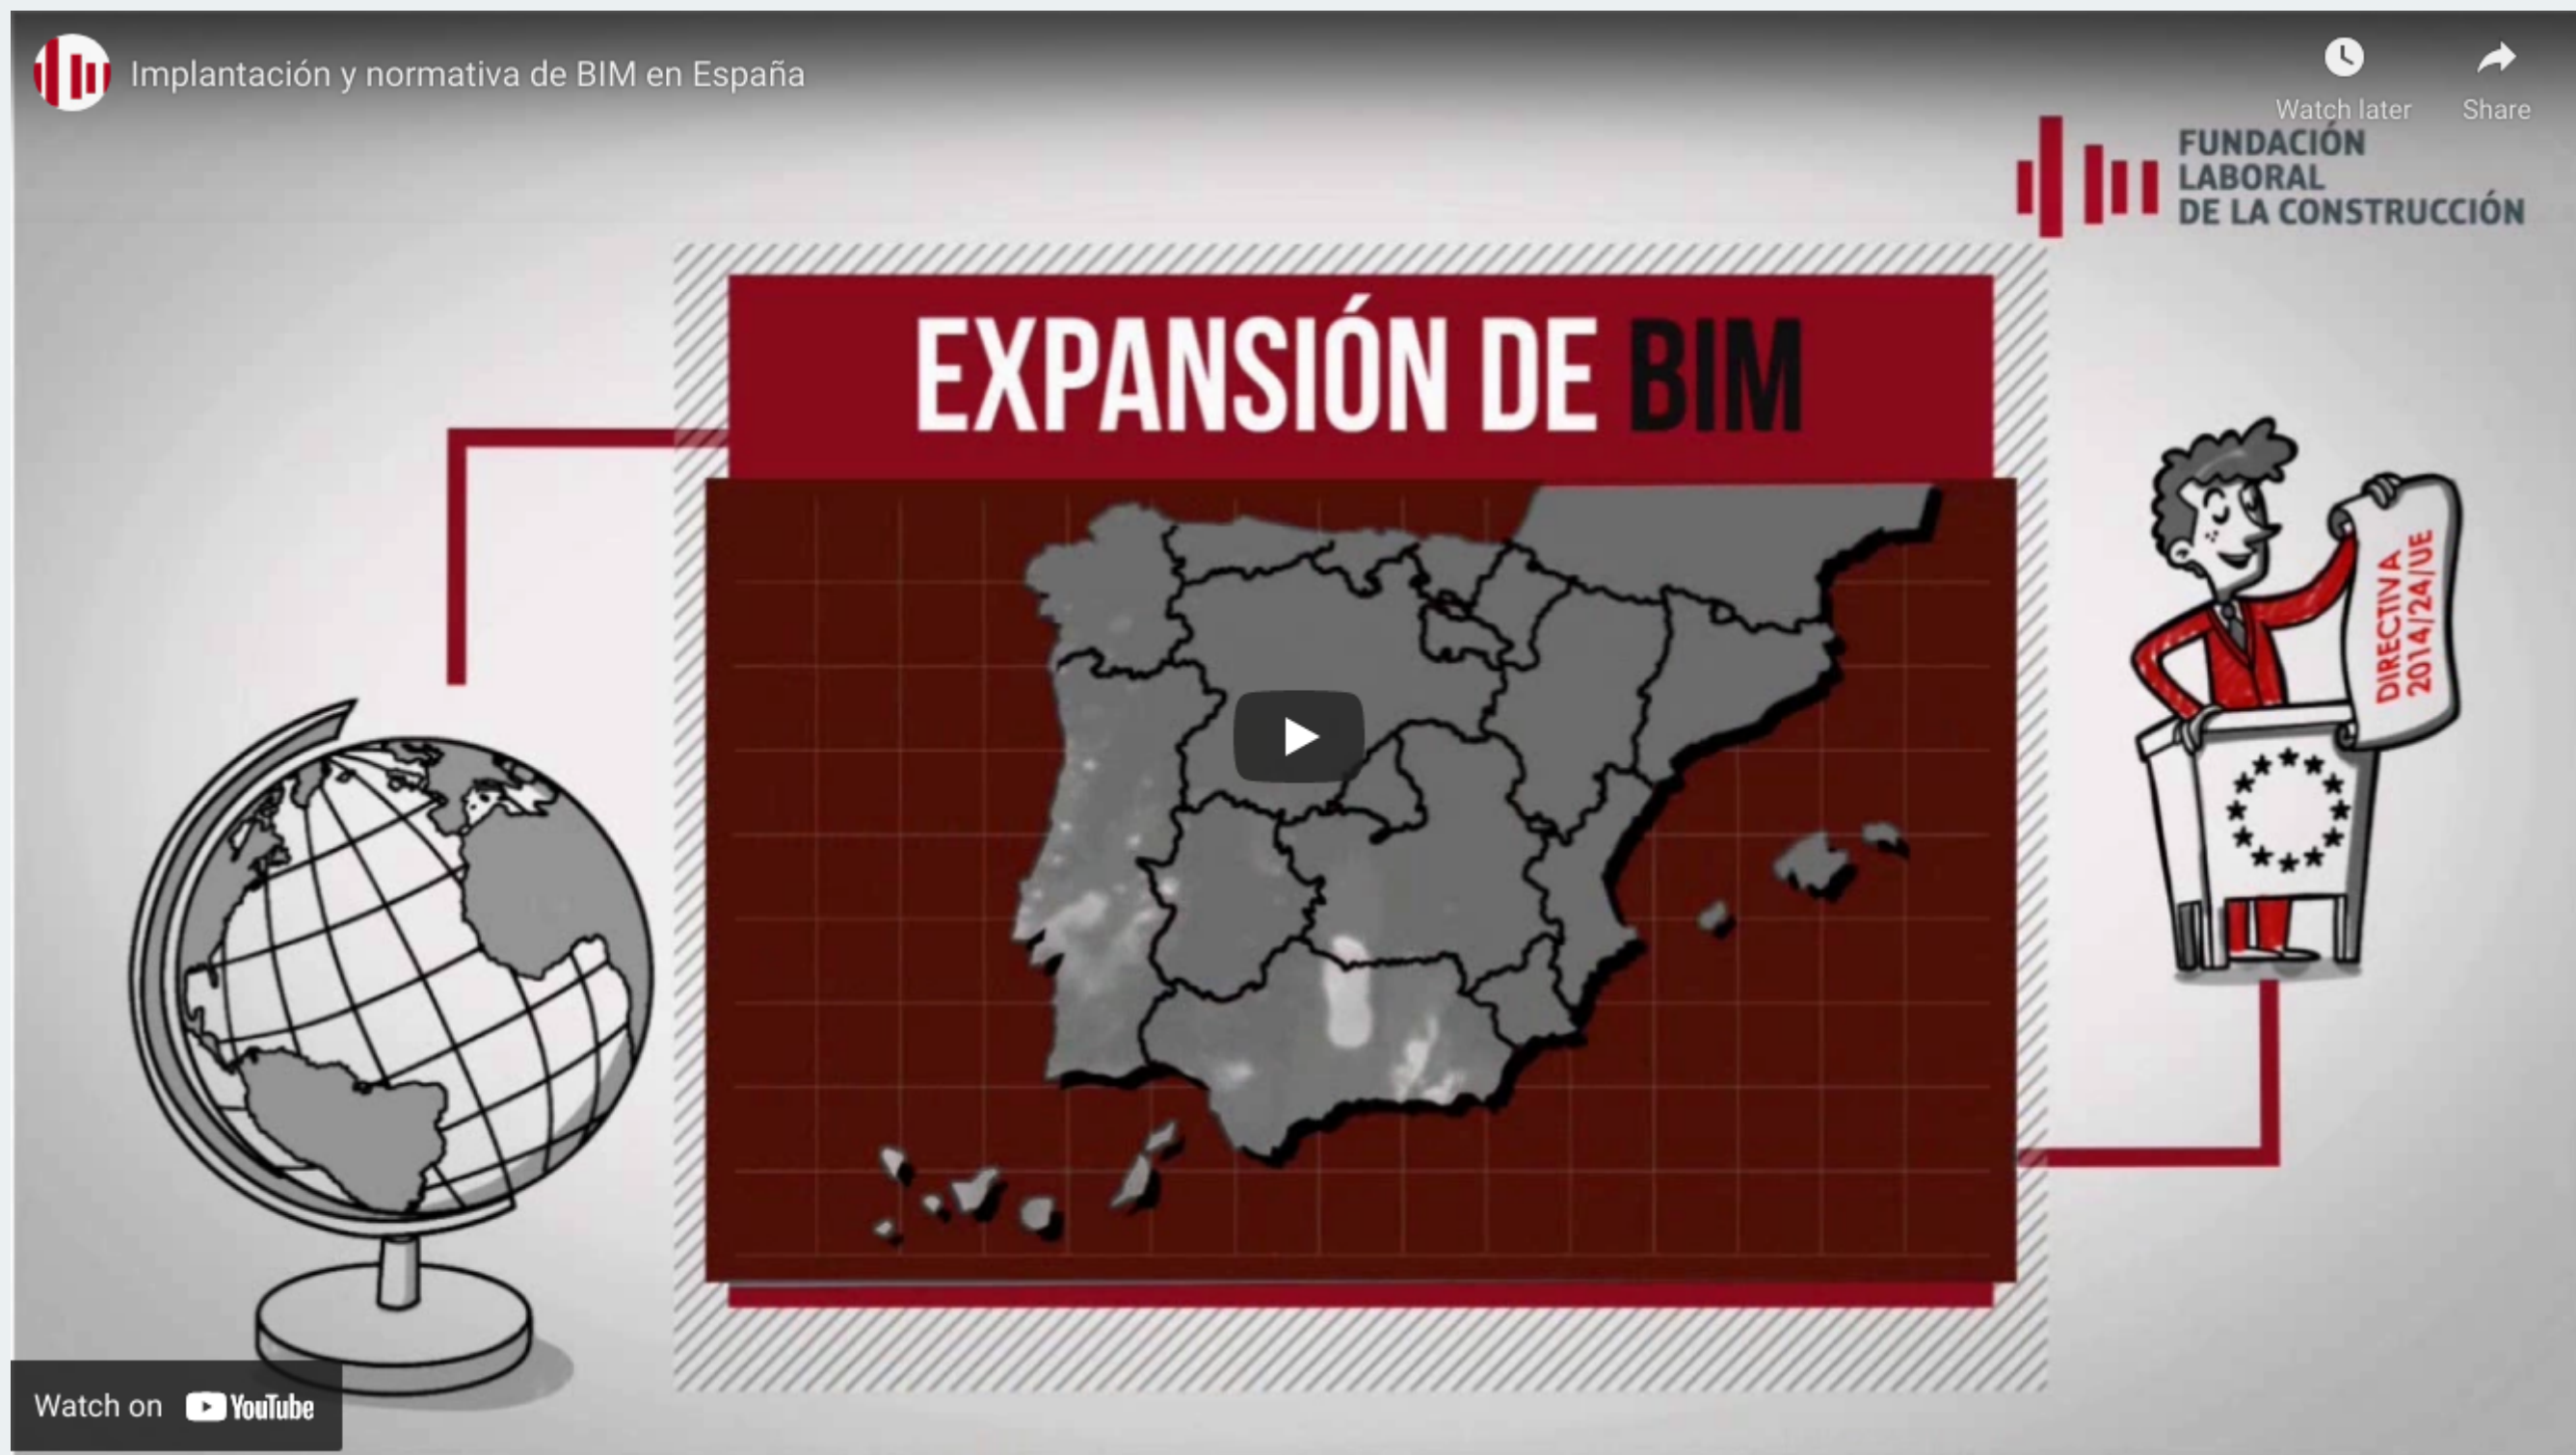 Implantación y normativa de BIM en España
Watch later
Share
FUNDACIÓN
LABORAL
DE LA CONSTRUCCIÓN
EXPANSIÓN DE BIM
DIRECTIVA
2014/24/UE
Watch on YouTube